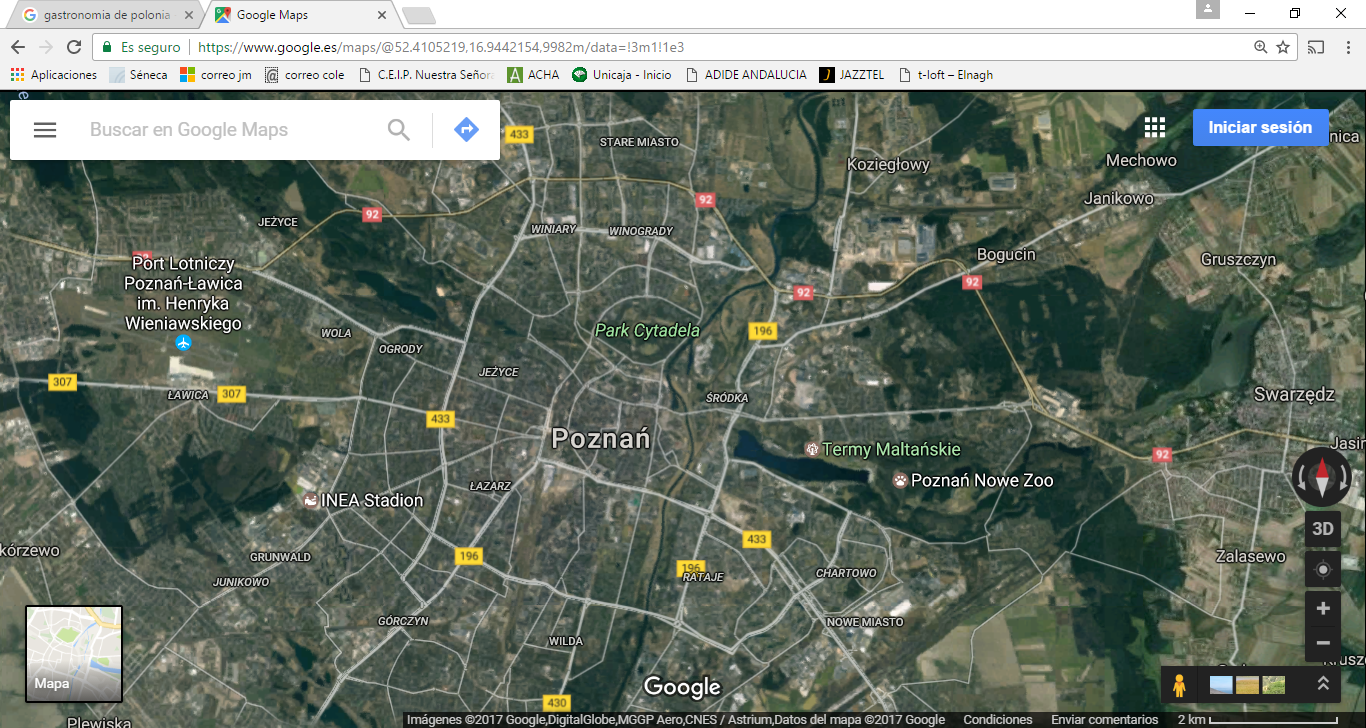 gastronomia de polonia
Google Maps
Es seguro
https://www.google.es/maps/@52.4105219,16.9442154,9982m/data=!3m1!1e3
Aplicaciones
Séneca
correo jm
correo cole
C.E.I.P. Nuestra Señor
ACHA
Unicaja - Inicio
ADIDE ANDALUCIA
JAZZTEL
t-loft – Elnagh
Buscar en Google Maps
Iniciar sesión
433
STARE MIASTO
Koziegłowy
Mechowo
nica
Janikowo
92
92
JEŻYCE
WINIARY
WINOGRADY
Bogucin
Gruszczyn
Port Lotniczy
Poznań-Ławica
im. Henryka
Wieniawskiego
92
92
WOLA
OGRODY
Park Cytadela
196
JEŻYCE
307
ŁAWICA
307
ŚRÓDKA
Swarzędz
433
Poznań
Termy Maltańskie
Jasin
92
Poznań Nowe Zoo
ŁAZARZ
INEA Stadion
3D
433
kórzewo
GRUNWALD
196
Zalasewo
JUNIKOWO
196
RATAJE
CHARTOWO
GÓRCZYN
NOWE MIASTO
WILDA
Mapa
Google
430
Plewiska
Imágenes ©2017 Google,DigitalGlobe,MGGP Aero,CNES / Astrium,Datos del mapa ©2017 Google
Condiciones
Enviar comentarios
2 km